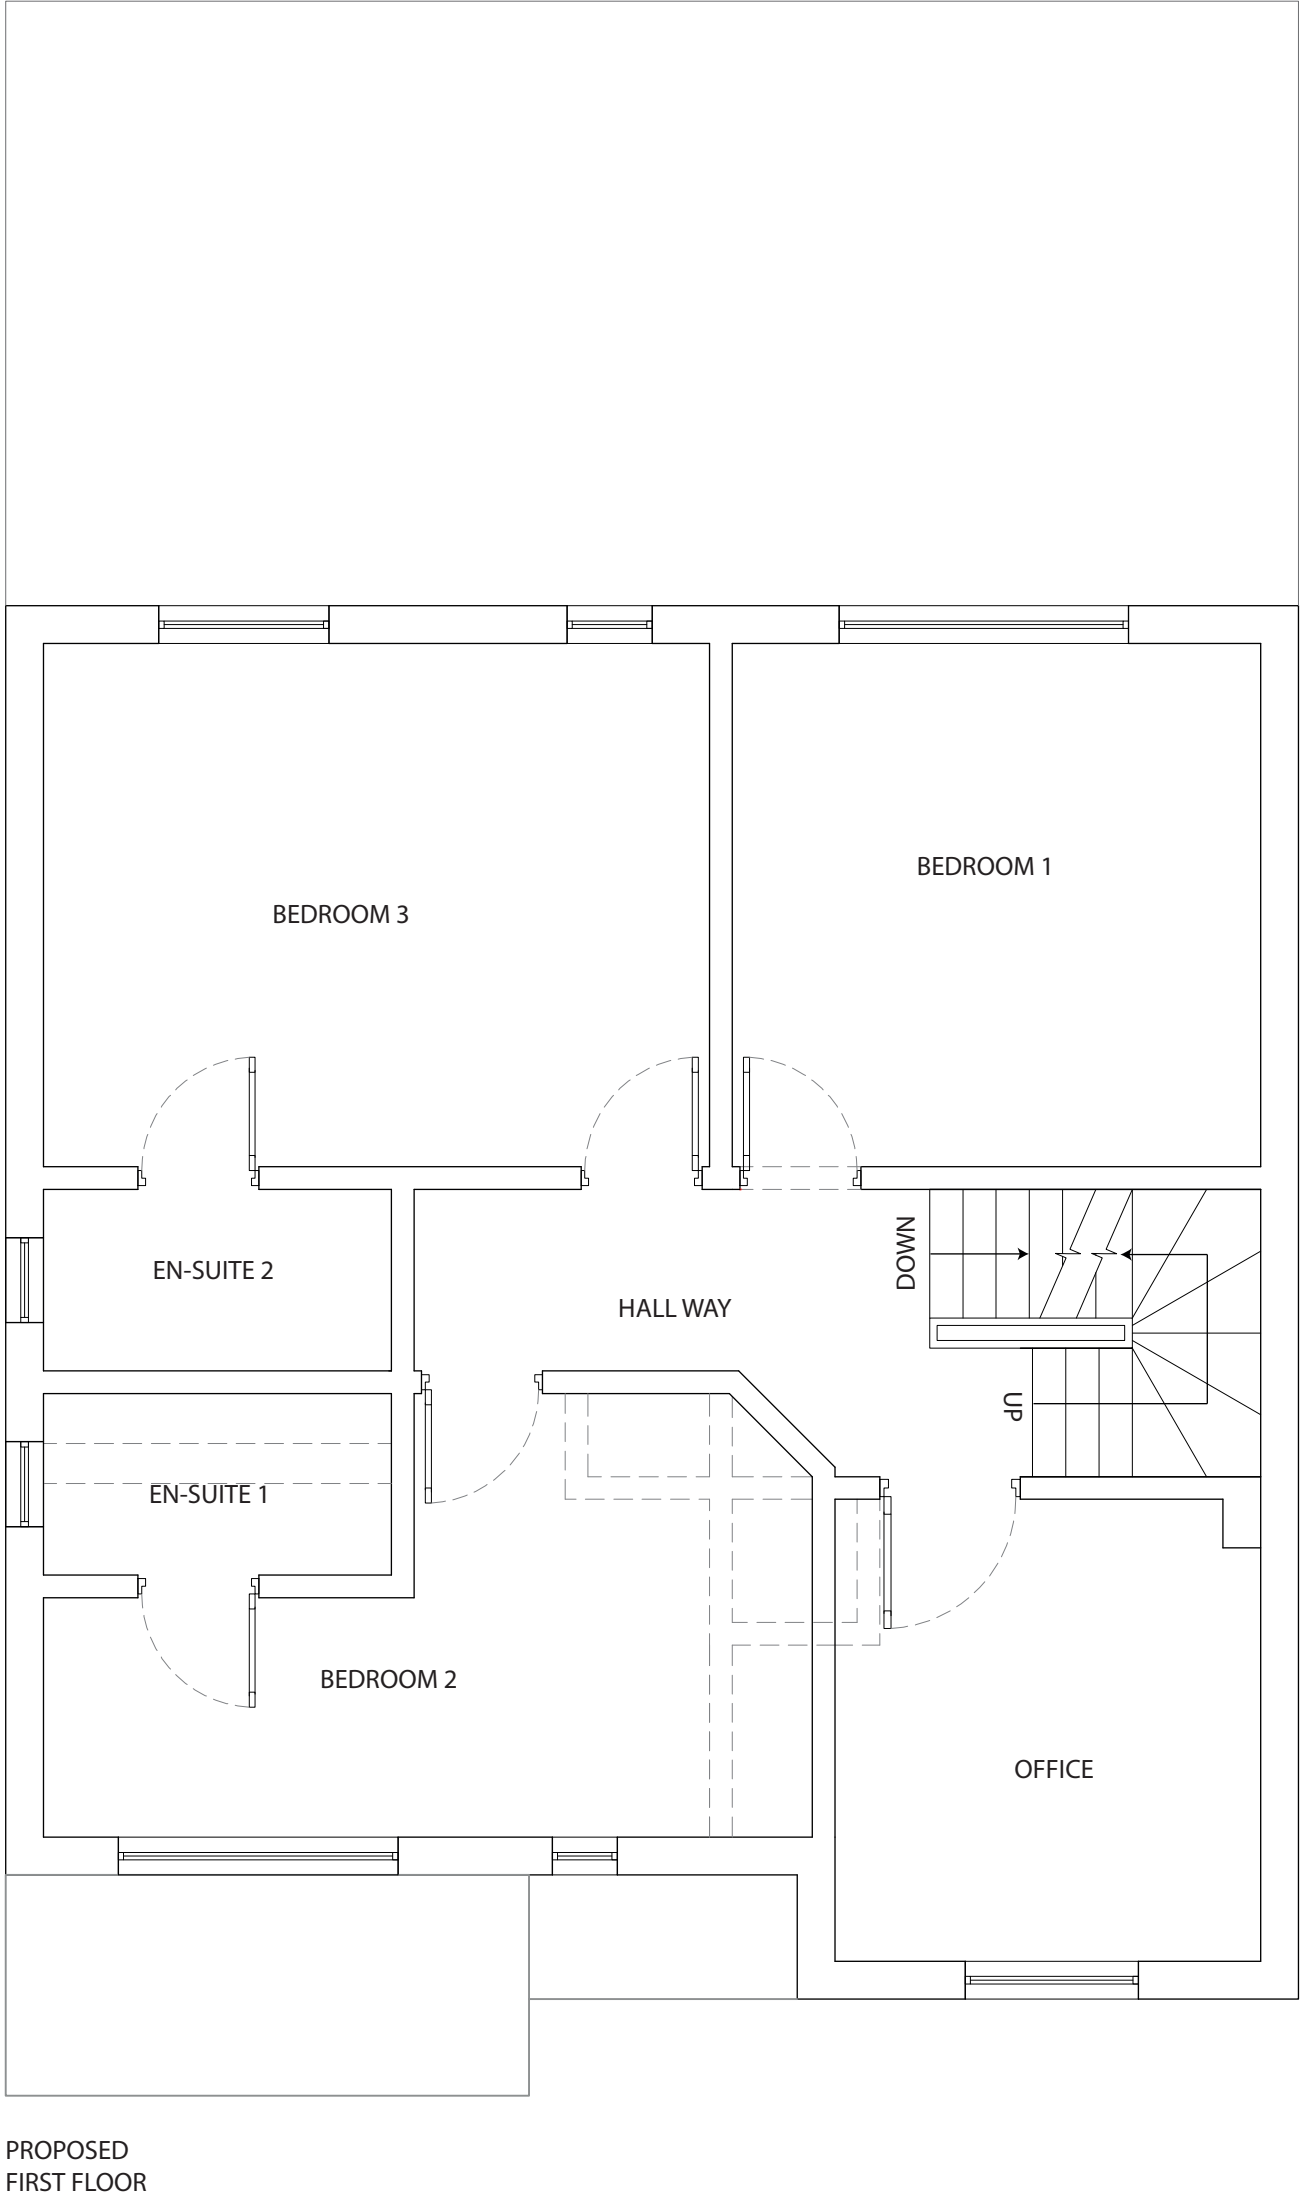 BEDROOM 1
BEDROOM 3
DOWN
EN-SUITE 2
HALL WAY
UP
EN-SUITE 1
BEDROOM 2
OFFICE
PROPOSED
FIRST FLOOR